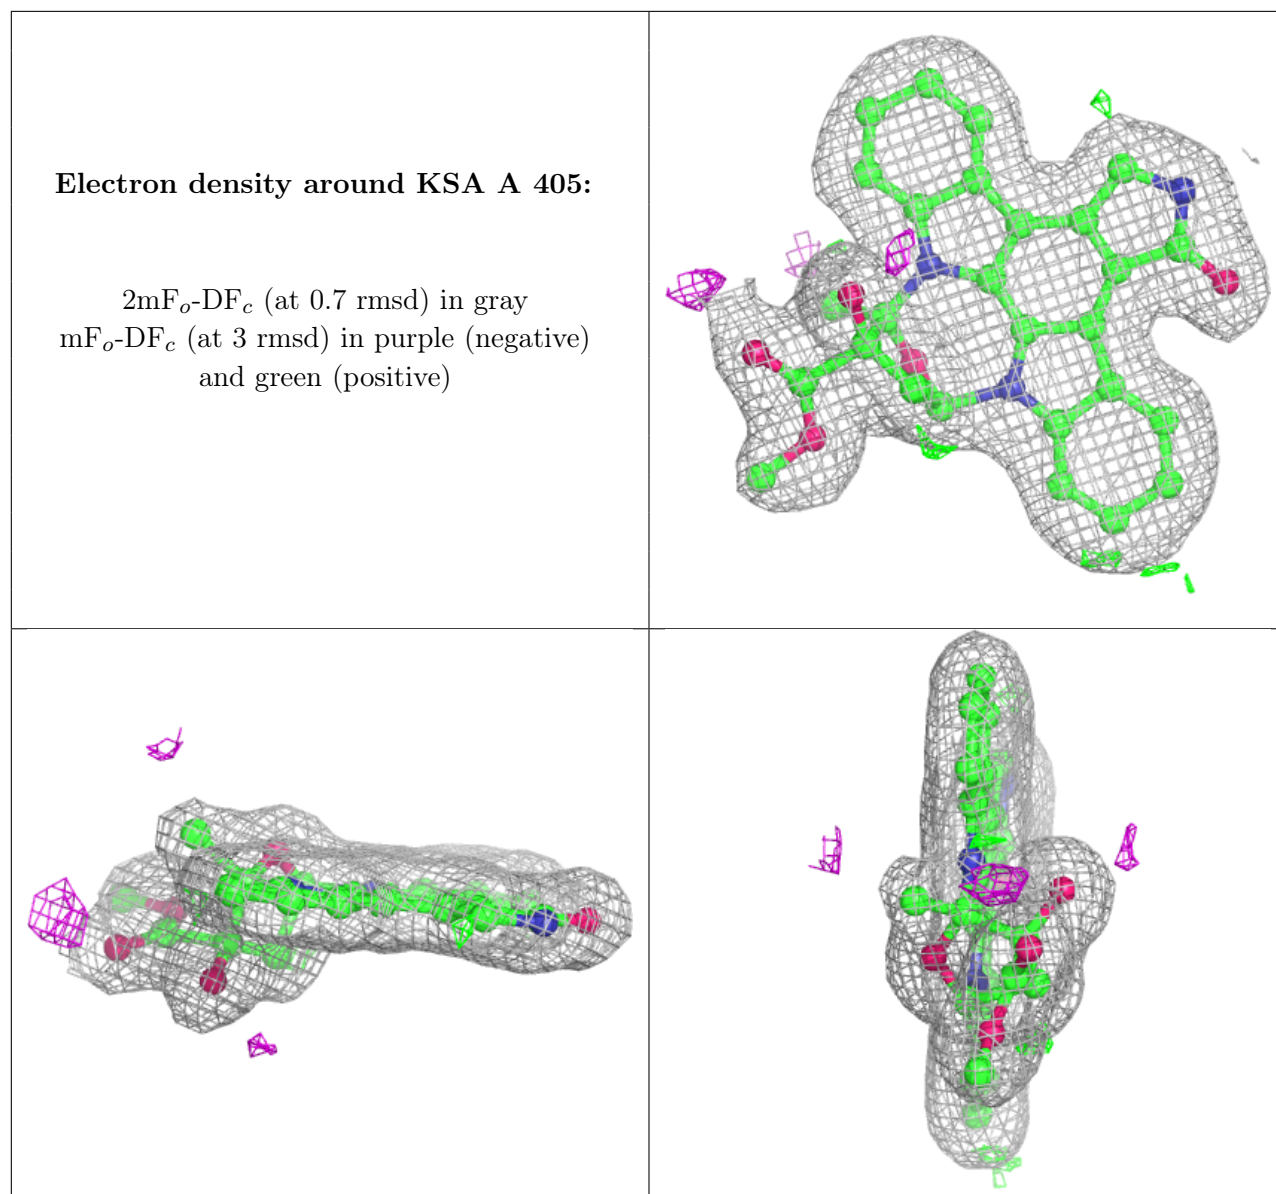 Electron density around KSA A 405:
2mFo-DFc (at 0.7 rmsd) in gray
mFo-DFc (at 3 rmsd) in purple (negative)
and green (positive)